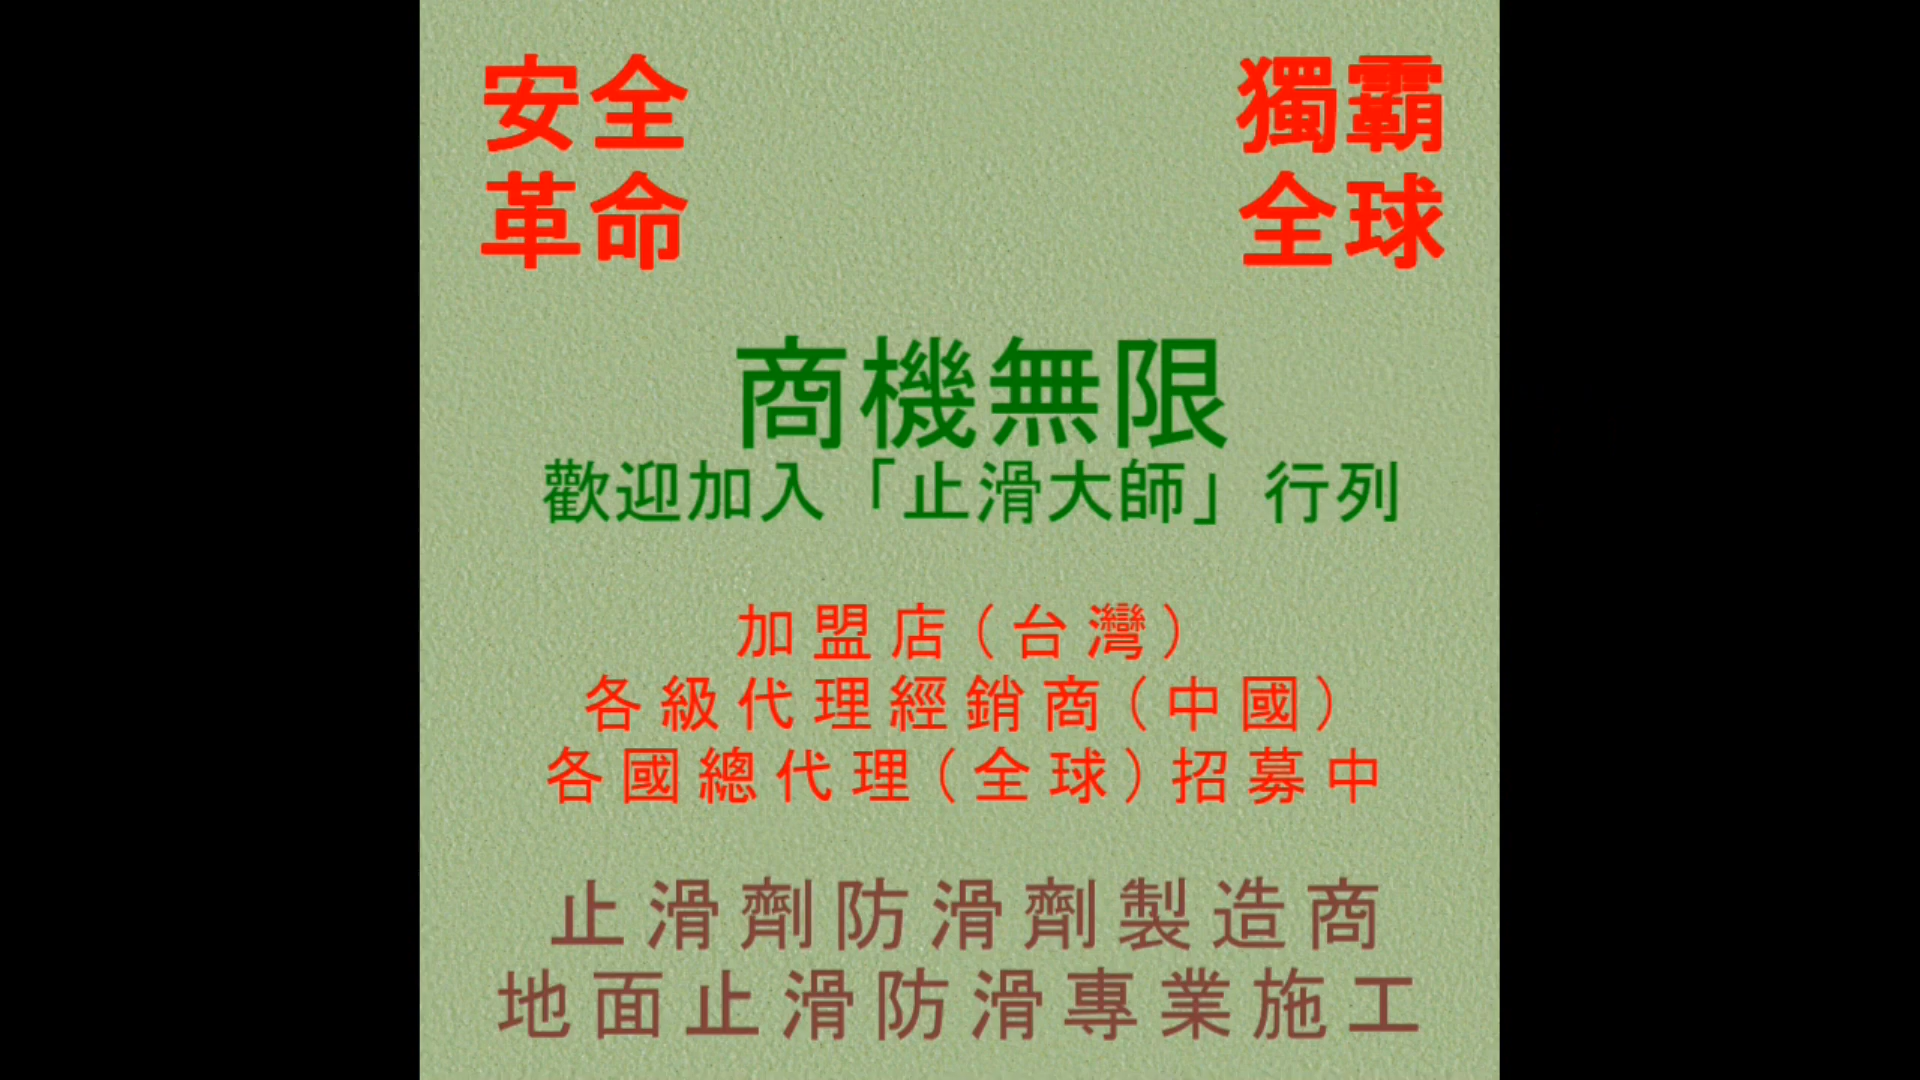 安全
革命
獨霸
全球
商機無限
歡迎加入「止滑大師」行列
加盟店(台灣)
各級代理經銷商(中國)
各國總代理(全球)招募中
止滑劑防滑劑製造商
地面止滑防滑專業施工